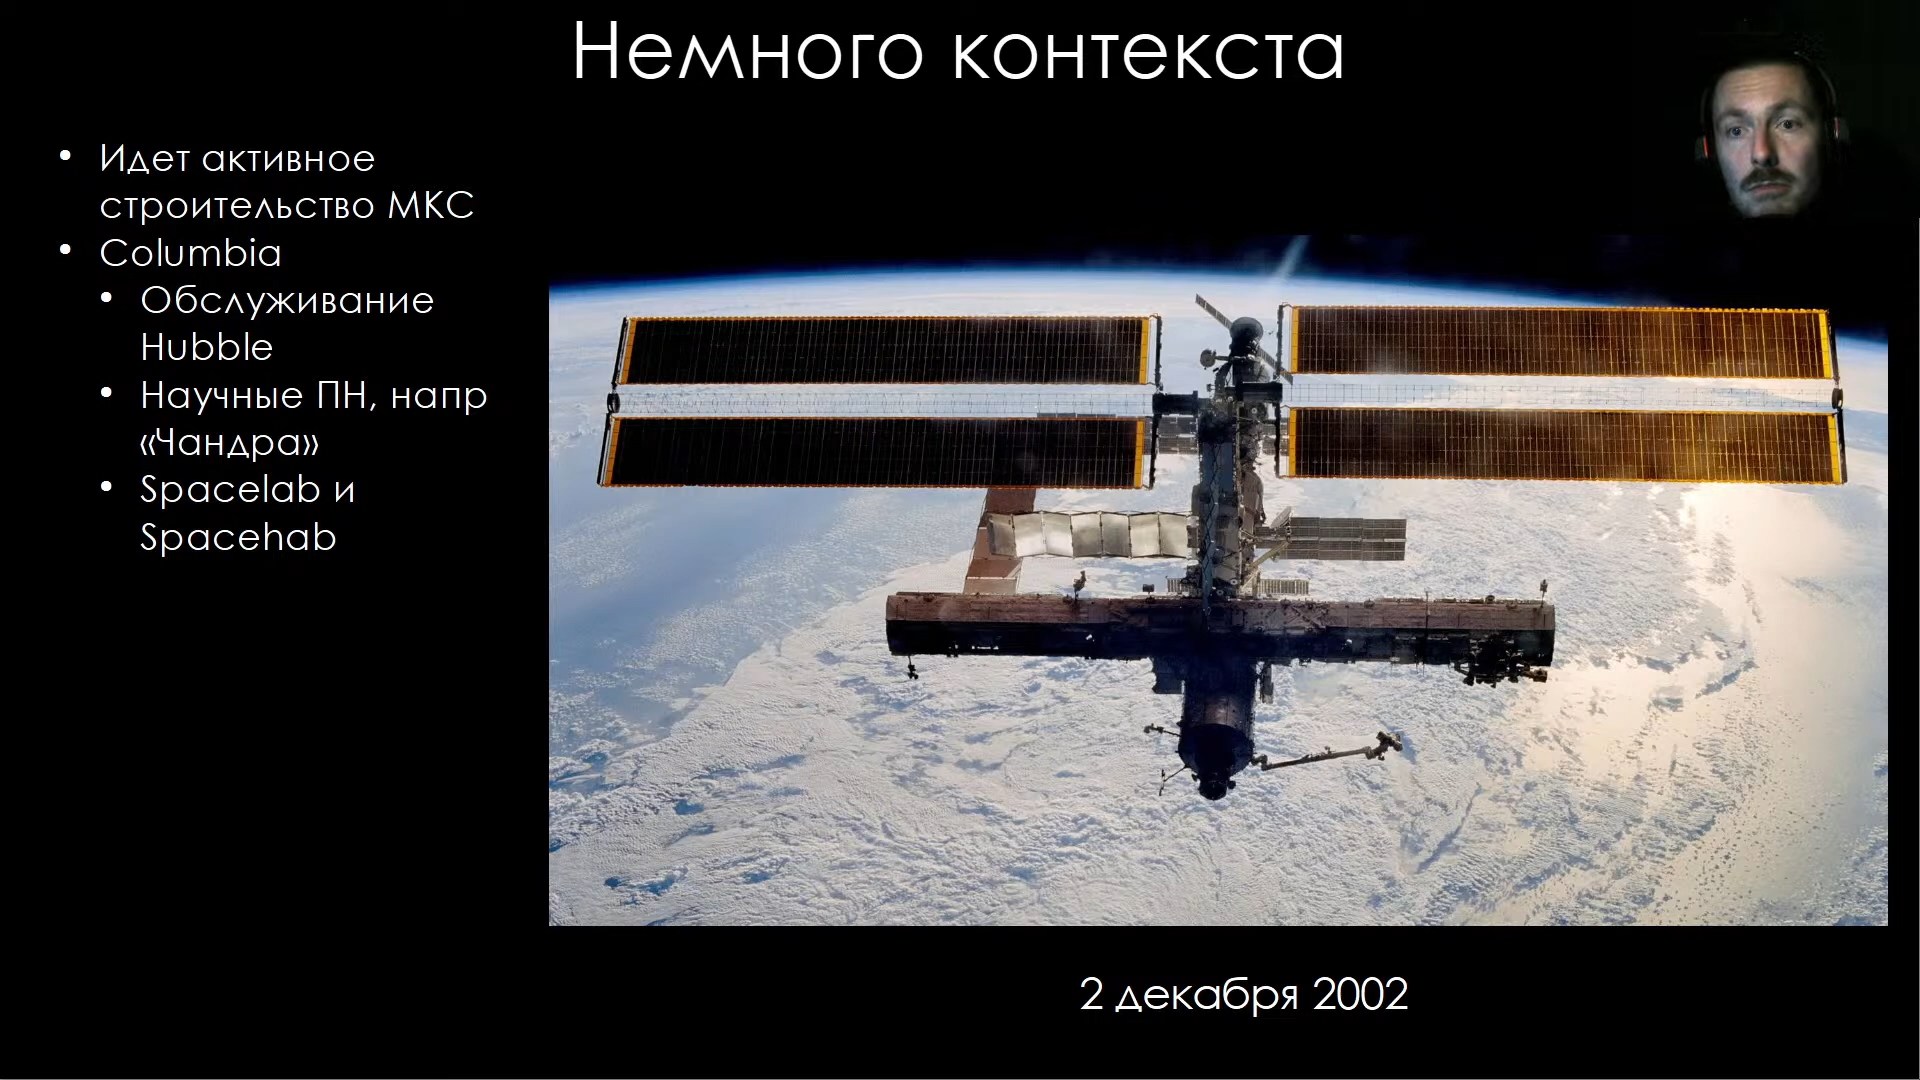 Немного контекста
• Идет активное
строительство МКС
• Columbia
• Обслуживание
Hubble
• Научные ПН, напр
«Чандра»
• Spacelab и
Spacehab
2 декабря 2002